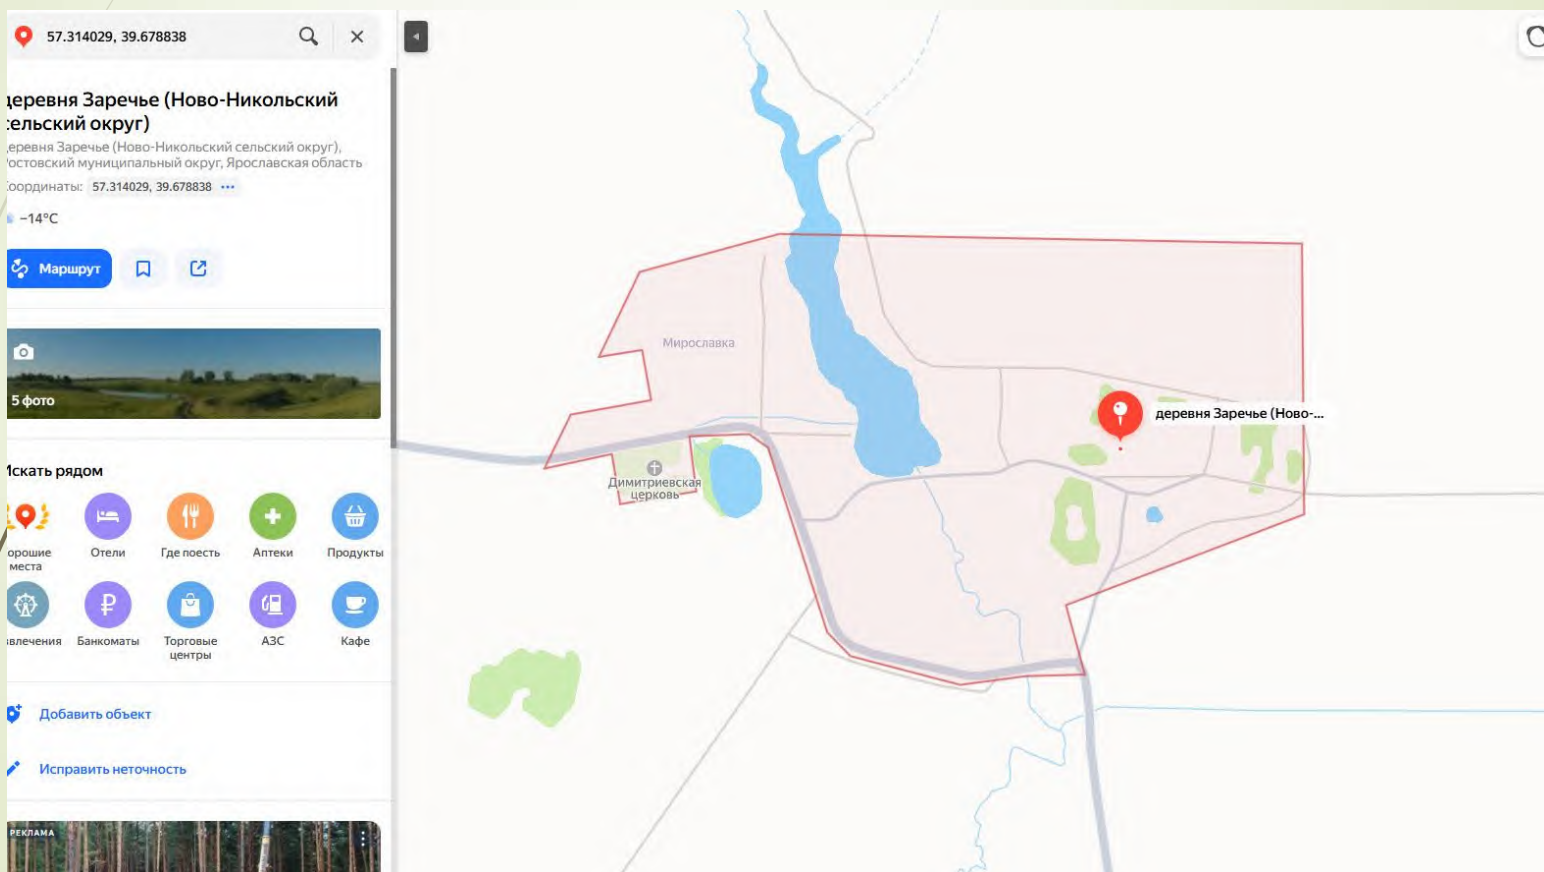 57.314029, 39.678838
деревня Заречье (Ново-Никольский
сельский округ)
деревня Заречье (Ново-Никольский сельский округ),
Ростовский муниципальный округ, Ярославская область
Координаты: 57.314029, 39.678838 •••
−14°C
Маршрут
5 фото
Искать рядом
Хорошие
места
Отели
Где поесть
Аптеки
Продукты
Развлечения
Банкоматы
Торговые
центры
АЗС
Кафе
Добавить объект
Исправить неточность
РЕКЛАМА
Мирославка
деревня Заречье (Ново-...
Димитриевская
церковь